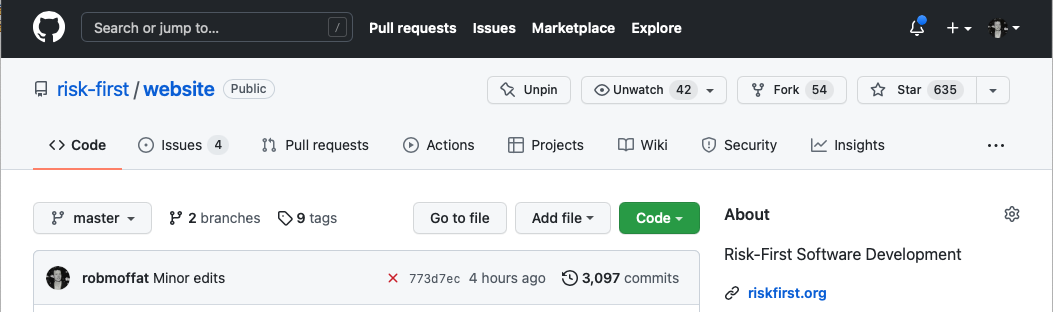 Search or jump to... / Pull requests Issues Marketplace Explore
risk-first / website Public Unpin Unwatch 42 Fork 54 Star 635
Code Issues 4 Pull requests Actions Projects Wiki Security Insights ...
master 2 branches 9 tags Go to file Add file Code About
Risk-First Software Development
robmoffat Minor edits 773d7ec 4 hours ago 3,097 commits
riskfirst.org